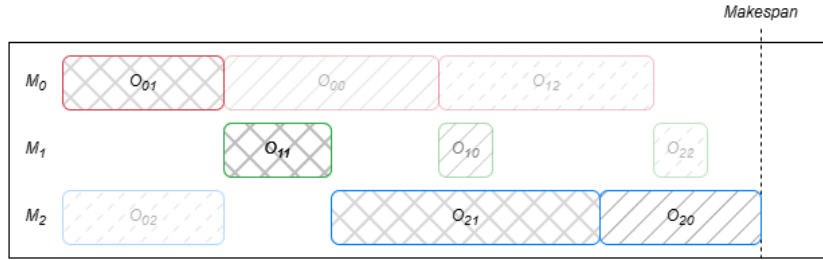 Makespan
M₀ O₀₁ O₀₀ O₁₂
M₁ O₁₁ O₁₀ O₂₂
M₂ O₀₂ O₂₁ O₂₀